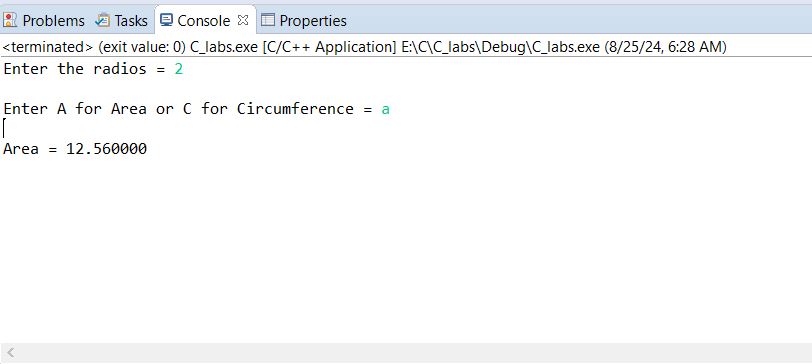 Problems Tasks Console Properties
<terminated> (exit value: 0) C_labs.exe [C/C++ Application] E:\C\C_labs\Debug\C_labs.exe (8/25/24, 6:28 AM)
Enter the radios = 2
Enter A for Area or C for Circumference = a
Area = 12.560000